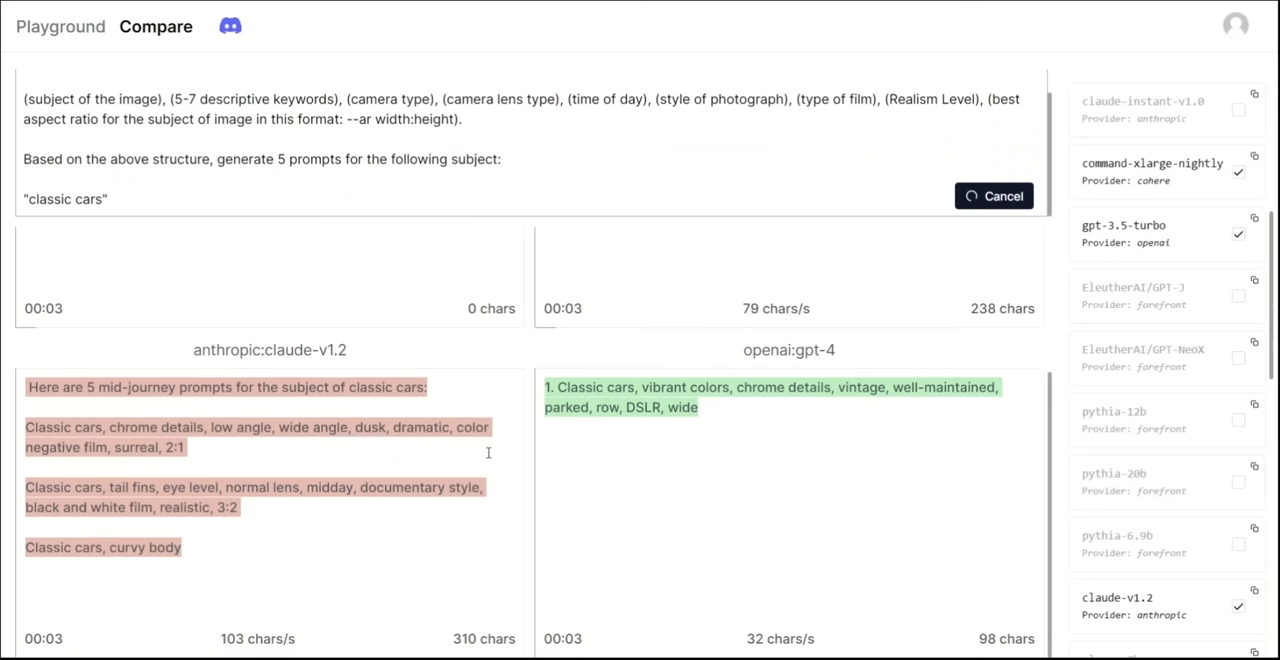 Playground Compare
(subject of the image), (5-7 descriptive keywords), (camera type), (camera lens type), (time of day), (style of photograph), (type of film), (Realism Level), (best
aspect ratio for the subject of image in this format: --ar width:height).
Based on the above structure, generate 5 prompts for the following subject:
"classic cars"
Cancel
00:03 0 chars
00:03 79 chars/s 238 chars
anthropic:claude-v1.2
Here are 5 mid-journey prompts for the subject of classic cars:
Classic cars, chrome details, low angle, wide angle, dusk, dramatic, color
negative film, surreal, 2:1
Classic cars, tail fins, eye level, normal lens, midday, documentary style,
black and white film, realistic, 3:2
Classic cars, curvy body
00:03 103 chars/s 310 chars
openai:gpt-4
1. Classic cars, vibrant colors, chrome details, vintage, well-maintained,
parked, row, DSLR, wide
00:03 32 chars/s 98 chars
claude-instant-v1.0
Provider: anthropic
command-xlarge-nightly
Provider: cohere
gpt-3.5-turbo
Provider: openai
EleutherAI/GPT-J
Provider: forefront
EleutherAI/GPT-NeoX
Provider: forefront
pythia-12b
Provider: forefront
pythia-20b
Provider: forefront
pythia-6.9b
Provider: forefront
claude-v1.2
Provider: anthropic